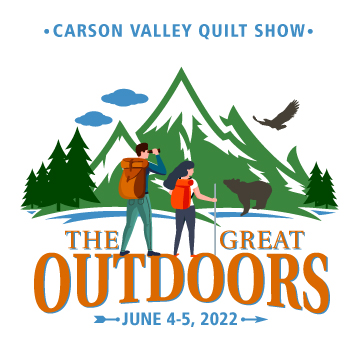 • CARSON VALLEY QUILT SHOW •
THE GREAT
OUTDOORS
JUNE 4-5, 2022